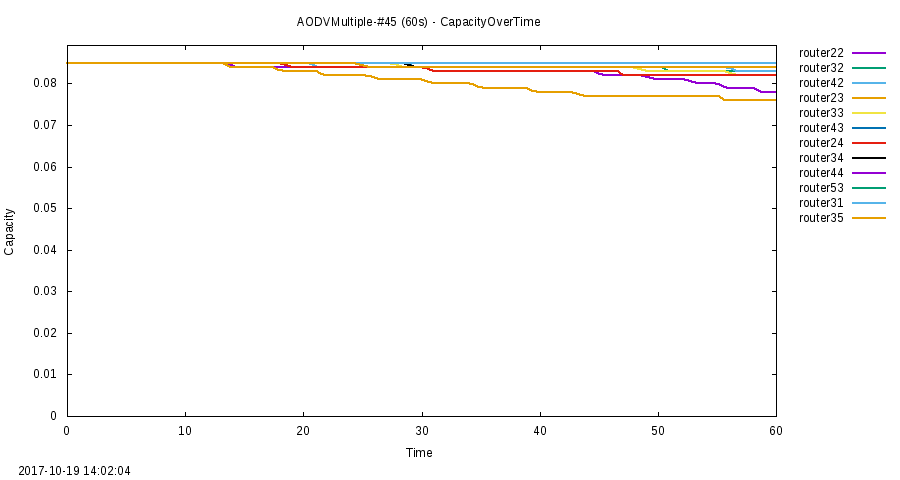 AODVMultiple-#45 (60s) - CapacityOverTime
router22
router32
router42
router23
router33
router43
router24
router34
router44
router53
router31
router35
0.08
0.07
0.06
0.05
0.04
0.03
0.02
0.01
0
Capacity
0 10 20 30 40 50 60
Time
2017-10-19 14:02:04